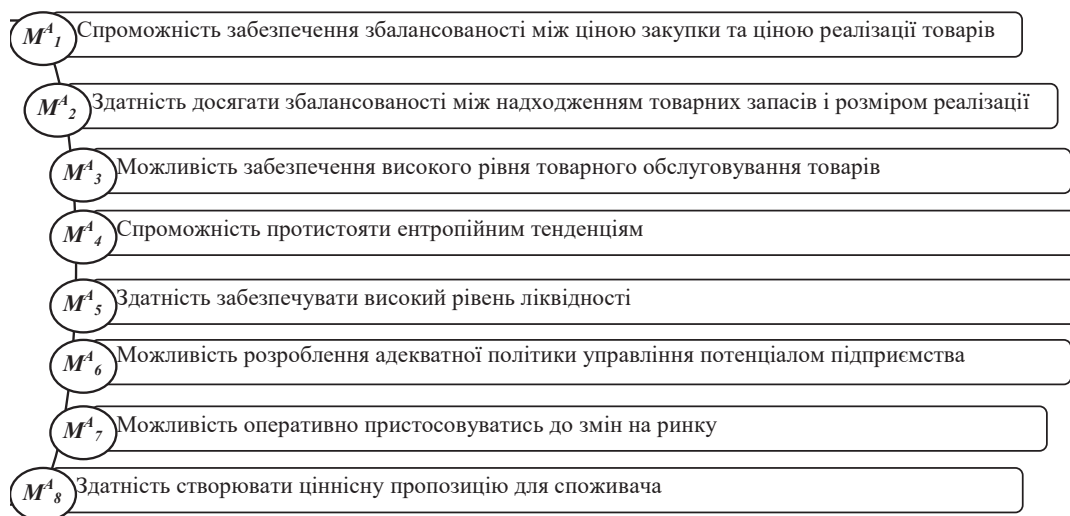 M^A_1 Спроможність забезпечення збалансованості між ціною закупки та ціною реалізації товарів
M^A_2 Здатність досягати збалансованості між надходженням товарних запасів і розміром реалізації
M^A_3 Можливість забезпечення високого рівня товарного обслуговування товарів
M^A_4 Спроможність протистояти ентропійним тенденціям
M^A_5 Здатність забезпечувати високий рівень ліквідності
M^A_6 Можливість розроблення адекватної політики управління потенціалом підприємства
M^A_7 Можливість оперативно пристосовуватись до змін на ринку
M^A_8 Здатність створювати ціннісну пропозицію для споживача